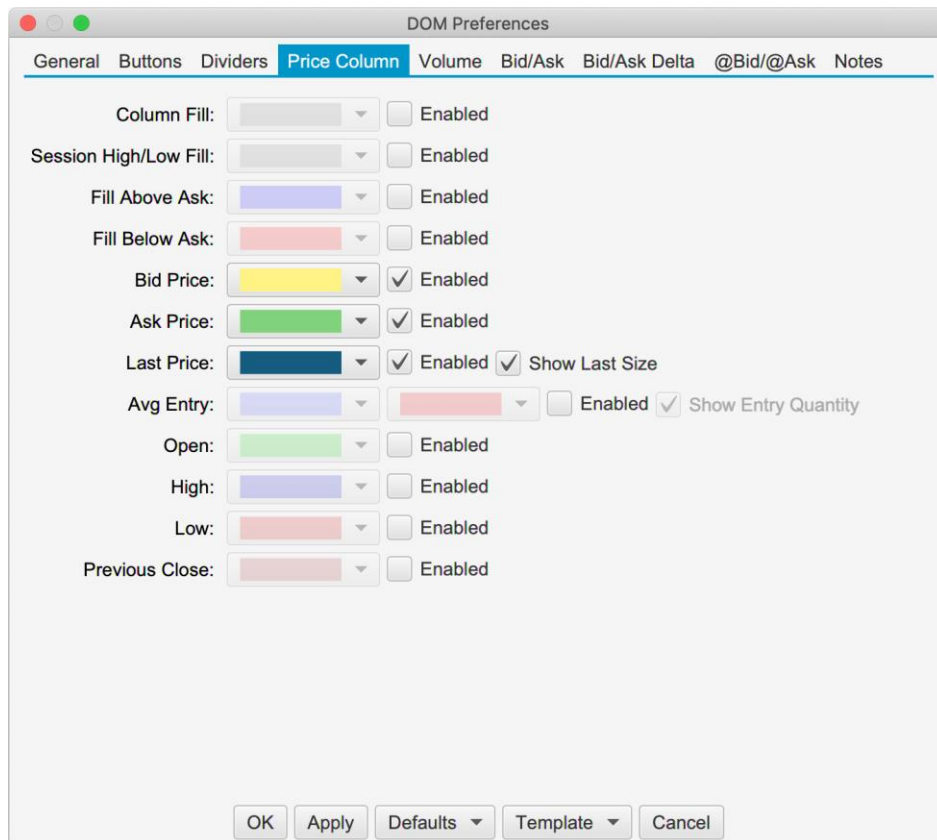 DOM Preferences
General Buttons Dividers Price Column Volume Bid/Ask Bid/Ask Delta @Bid/@Ask Notes
Column Fill: Enabled
Session High/Low Fill: Enabled
Fill Above Ask: Enabled
Fill Below Ask: Enabled
Bid Price: Enabled
Ask Price: Enabled
Last Price: Enabled Show Last Size
Avg Entry: Enabled Show Entry Quantity
Open: Enabled
High: Enabled
Low: Enabled
Previous Close: Enabled
OK Apply Defaults Template Cancel